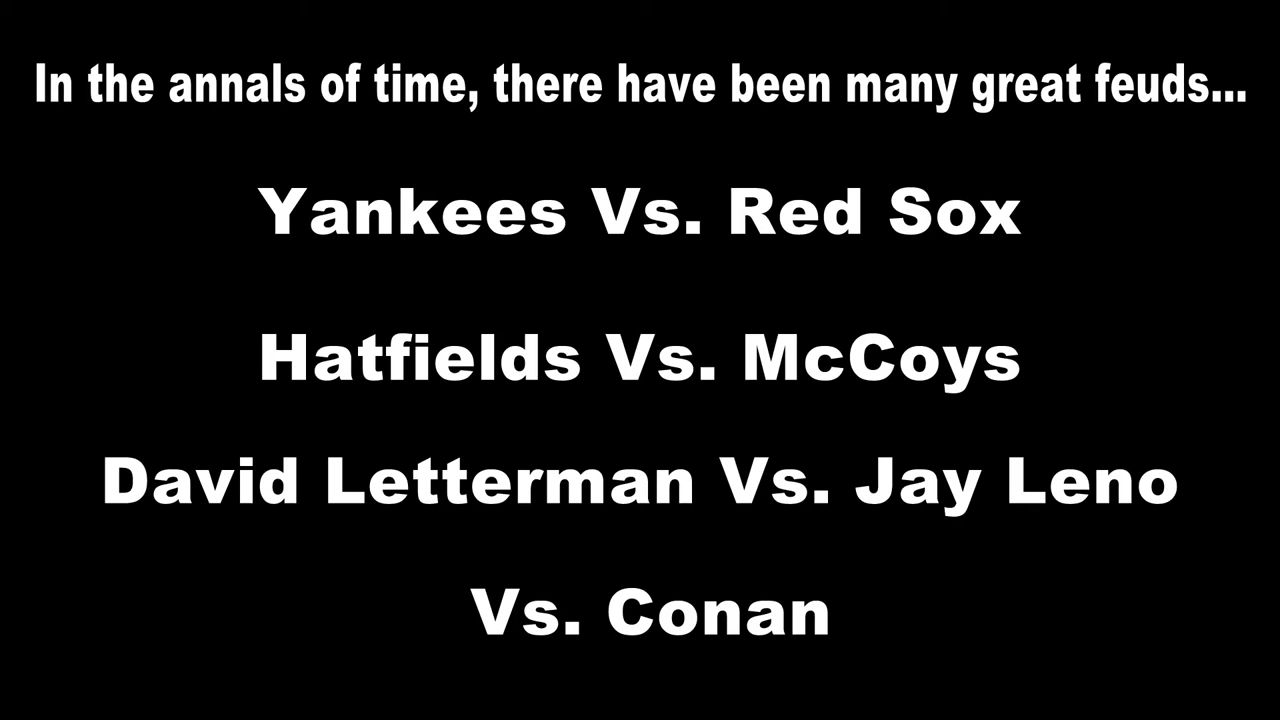 In the annals of time, there have been many great feuds...
Yankees Vs. Red Sox
Hatfields Vs. McCoys
David Letterman Vs. Jay Leno
Vs. Conan